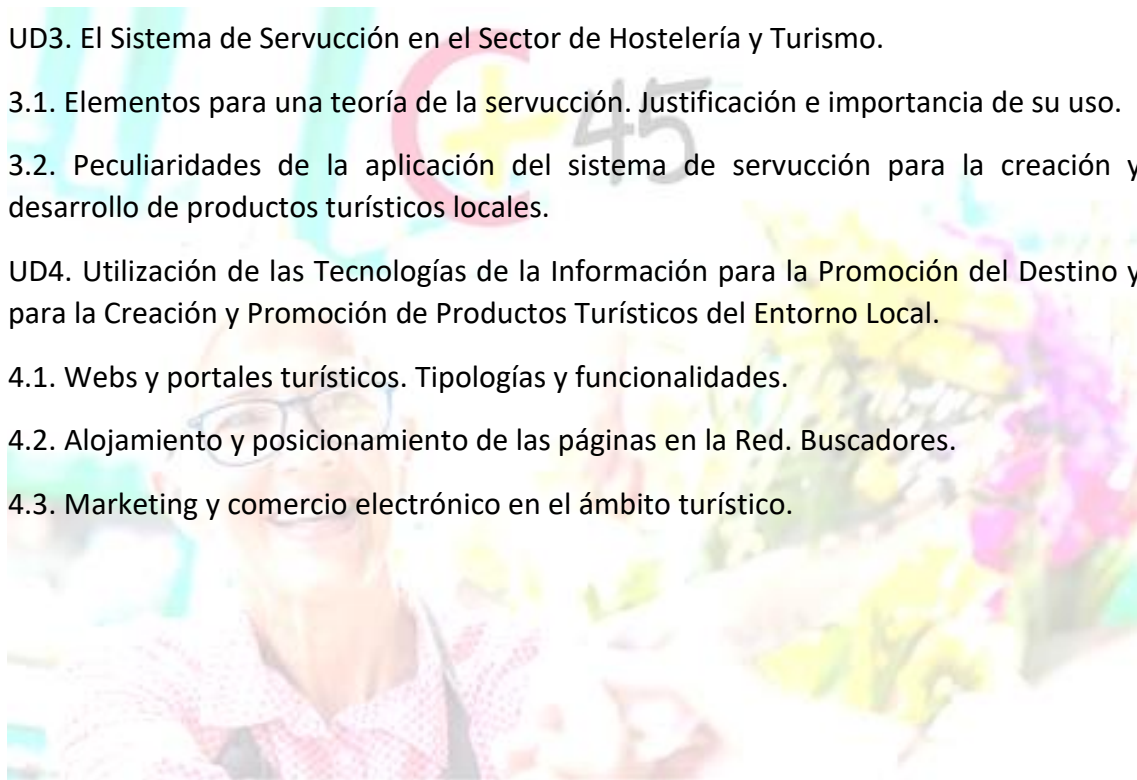 UD3. El Sistema de Servucción en el Sector de Hostelería y Turismo.
3.1. Elementos para una teoría de la servucción. Justificación e importancia de su uso.
3.2. Peculiaridades de la aplicación del sistema de servucción para la creación y
desarrollo de productos turísticos locales.
UD4. Utilización de las Tecnologías de la Información para la Promoción del Destino y
para la Creación y Promoción de Productos Turísticos del Entorno Local.
4.1. Webs y portales turísticos. Tipologías y funcionalidades.
4.2. Alojamiento y posicionamiento de las páginas en la Red. Buscadores.
4.3. Marketing y comercio electrónico en el ámbito turístico.
+45